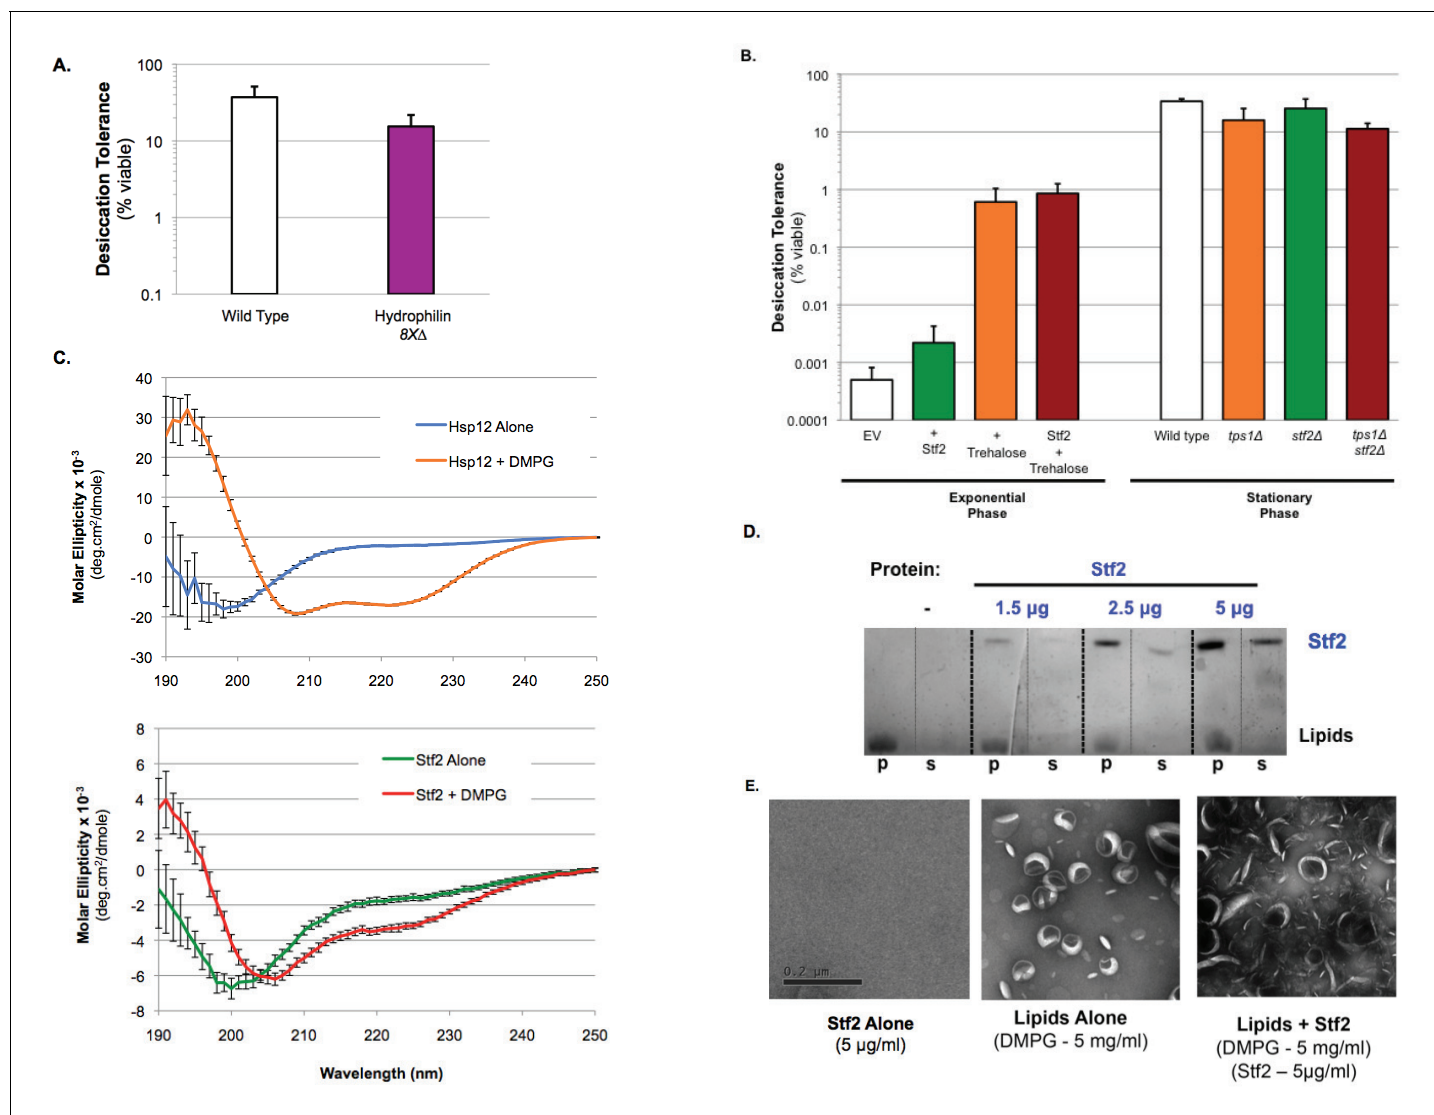 A.
Desiccation Tolerance
(% viable)
100
10
1
0.1
Wild Type
Hydrophilin
8XΔ
B.
Desiccation Tolerance
(% viable)
100
10
1
0.1
0.01
0.001
0.0001
EV
+
Stf2
+
Trehalose
Stf2
+
Trehalose
Wild type
tps1Δ
stf2Δ
tps1Δ
stf2Δ
Exponential
Phase
Stationary
Phase
C.
Molar Ellipticity x 10⁻³
(deg.cm²/dmole)
40
30
20
10
0
-10
-20
-30
Hsp12 Alone
Hsp12 + DMPG
190 200 210 220 230 240 250
Molar Ellipticity x 10⁻³
(deg.cm²/dmole)
8
6
4
2
0
-2
-4
-6
-8
Stf2 Alone
Stf2 + DMPG
190 200 210 220 230 240 250
Wavelength (nm)
D.
Protein: Stf2
- 1.5 µg 2.5 µg 5 µg
Stf2
Lipids
p s p s p s p s
E.
0.2 µm
Stf2 Alone
(5 µg/ml)
Lipids Alone
(DMPG - 5 mg/ml)
Lipids + Stf2
(DMPG - 5 mg/ml)
(Stf2 – 5µg/ml)